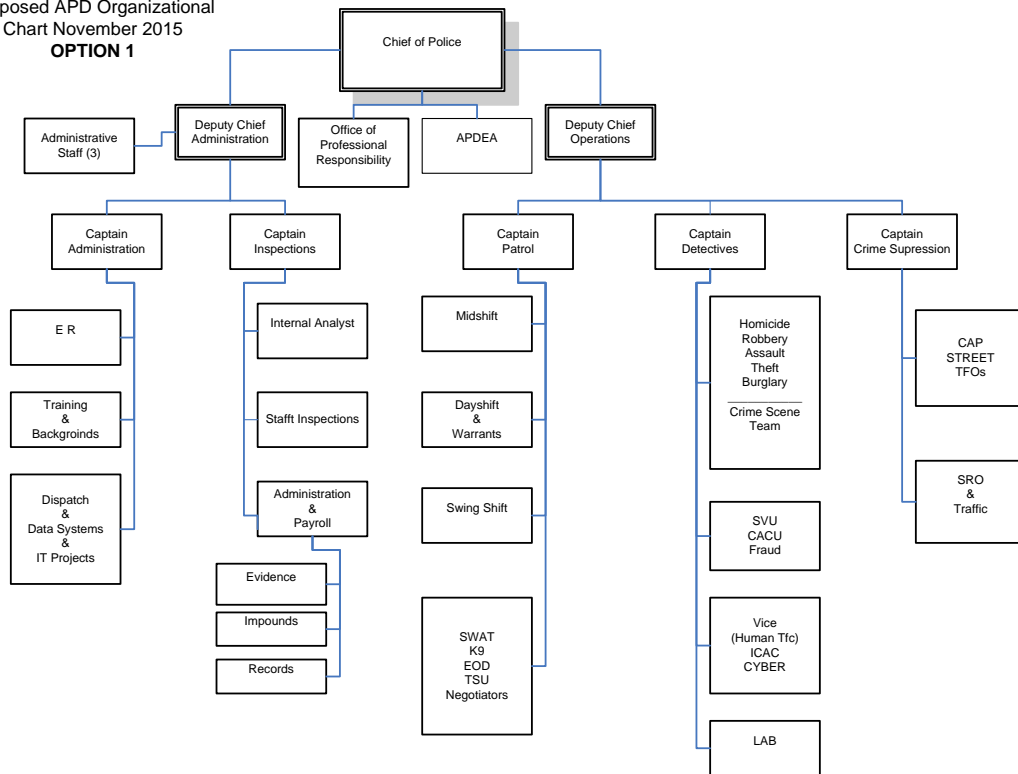 posed APD Organizational
Chart November 2015
OPTION 1
Chief of Police
Administrative
Staff (3)
Deputy Chief
Administration
Office of
Professional
Responsibility
APDEA
Deputy Chief
Operations
Captain
Administration
Captain
Inspections
Captain
Patrol
Captain
Detectives
Captain
Crime Supression
E R
Training
&
Backgroinds
Dispatch
&
Data Systems
&
IT Projects
Internal Analyst
Stafft Inspections
Administration
&
Payroll
Evidence
Impounds
Records
Midshift
Dayshift
&
Warrants
Swing Shift
SWAT
K9
EOD
TSU
Negotiators
Homicide
Robbery
Assault
Theft
Burglary
___________
Crime Scene
Team
SVU
CACU
Fraud
Vice
(Human Tfc)
ICAC
CYBER
LAB
CAP
STREET
TFOs
SRO
&
Traffic